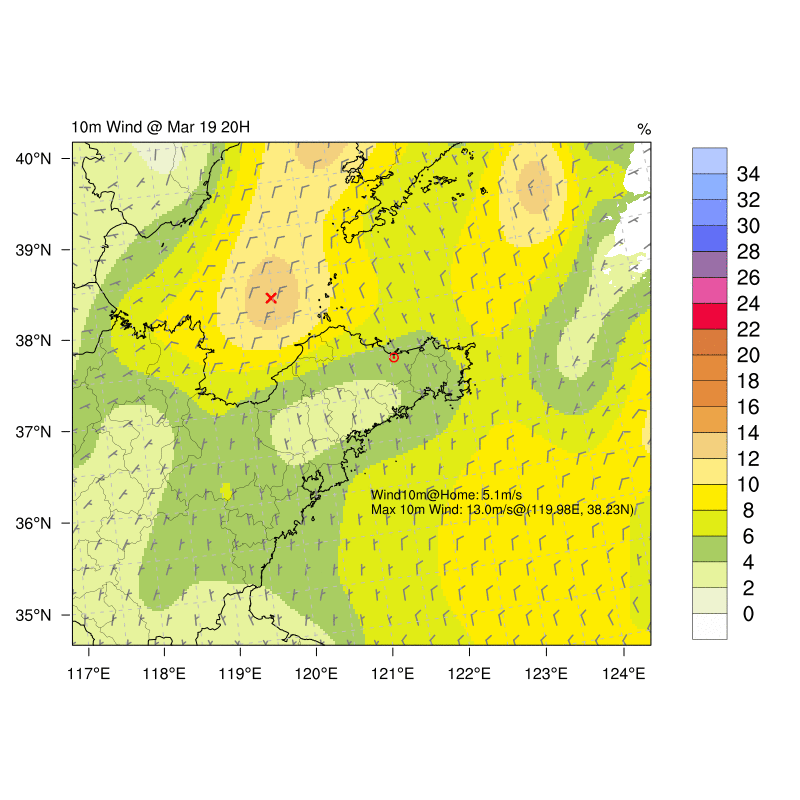 10m Wind @ Mar 19 20H
%
40°N
39°N
38°N
37°N
36°N
35°N
117°E 118°E 119°E 120°E 121°E 122°E 123°E 124°E
Wind10m@Home: 5.1m/s
Max 10m Wind: 13.0m/s@(119.98E, 38.23N)
34
32
30
28
26
24
22
20
18
16
14
12
10
8
6
4
2
0